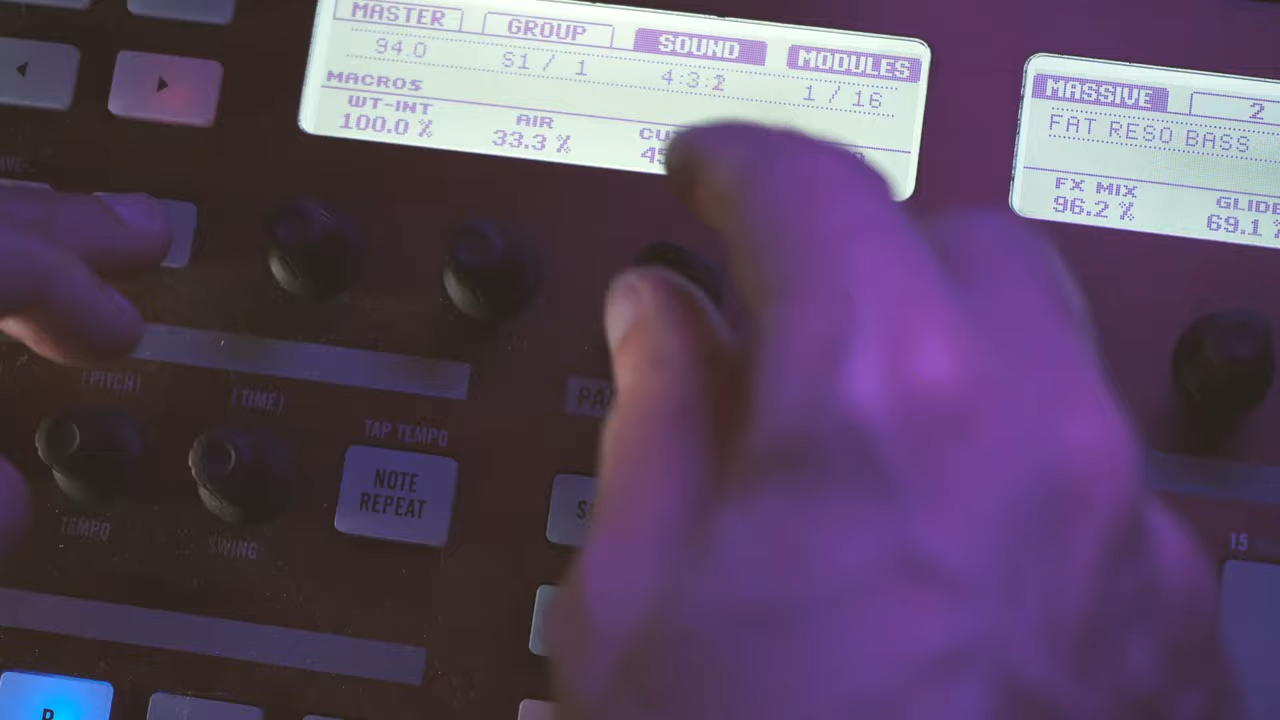 MASTER GROUP SOUND MODULES
94.0 S1 / 1 4:3:2 1 / 16
MACROS
WT-INT AIR
100.0 % 33.3 %
MASSIVE 2
FAT RESO BASS
FX MIX GLIDE
96.2 % 69.1 %
(PITCH) (TIME)
TAP TEMPO
NOTE
REPEAT
TEMPO SWING
15